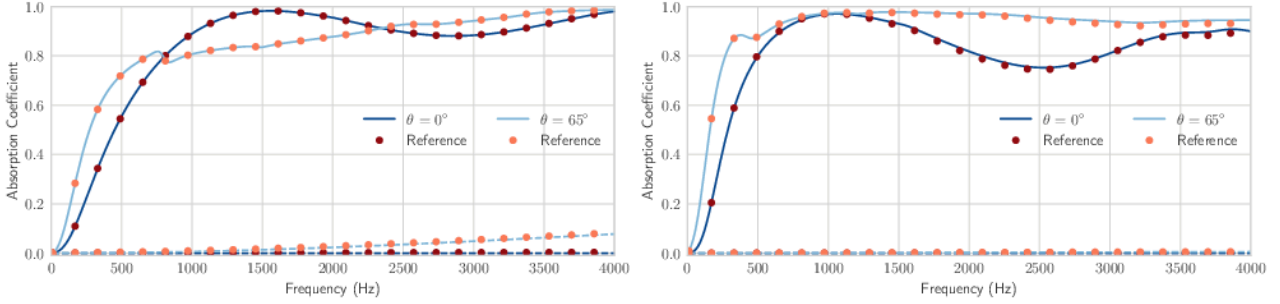 1.0
0.8
0.6
0.4
0.2
0.0
Absorption Coefficient
θ = 0°
Reference
θ = 65°
Reference
0 500 1000 1500 2000 2500 3000 3500 4000
Frequency (Hz)
1.0
0.8
0.6
0.4
0.2
0.0
Absorption Coefficient
θ = 0°
Reference
θ = 65°
Reference
0 500 1000 1500 2000 2500 3000 3500 4000
Frequency (Hz)